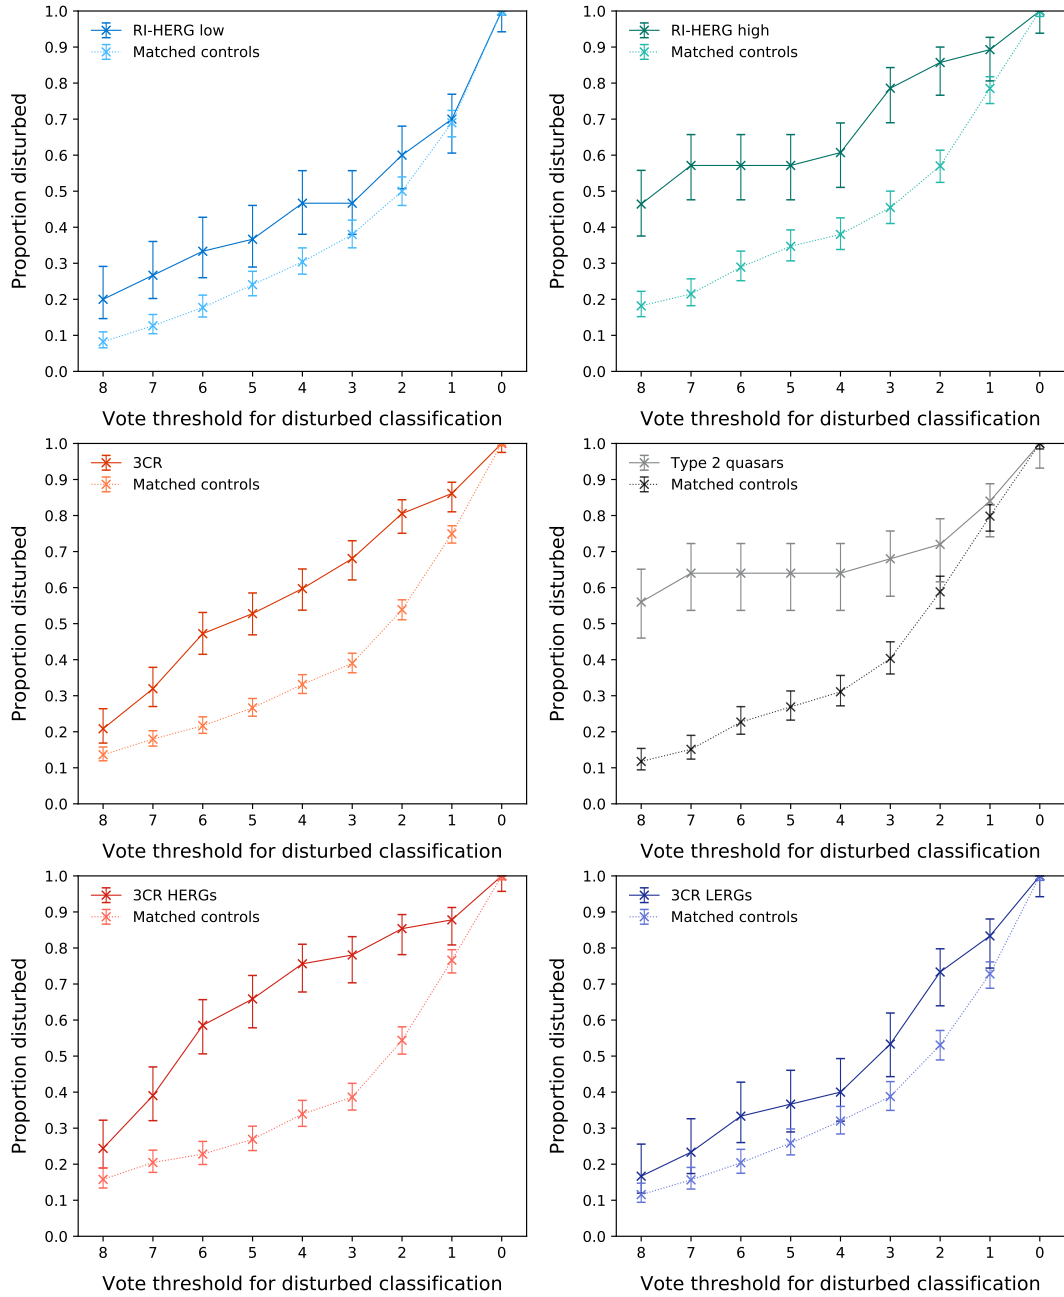 RI-HERG low
Matched controls
Proportion disturbed
1.0
0.9
0.8
0.7
0.6
0.5
0.4
0.3
0.2
0.1
0.0
8 7 6 5 4 3 2 1 0
Vote threshold for disturbed classification
RI-HERG high
Matched controls
Proportion disturbed
1.0
0.9
0.8
0.7
0.6
0.5
0.4
0.3
0.2
0.1
0.0
8 7 6 5 4 3 2 1 0
Vote threshold for disturbed classification
3CR
Matched controls
Proportion disturbed
1.0
0.9
0.8
0.7
0.6
0.5
0.4
0.3
0.2
0.1
0.0
8 7 6 5 4 3 2 1 0
Vote threshold for disturbed classification
Type 2 quasars
Matched controls
Proportion disturbed
1.0
0.9
0.8
0.7
0.6
0.5
0.4
0.3
0.2
0.1
0.0
8 7 6 5 4 3 2 1 0
Vote threshold for disturbed classification
3CR HERGs
Matched controls
Proportion disturbed
1.0
0.9
0.8
0.7
0.6
0.5
0.4
0.3
0.2
0.1
0.0
8 7 6 5 4 3 2 1 0
Vote threshold for disturbed classification
3CR LERGs
Matched controls
Proportion disturbed
1.0
0.9
0.8
0.7
0.6
0.5
0.4
0.3
0.2
0.1
0.0
8 7 6 5 4 3 2 1 0
Vote threshold for disturbed classification